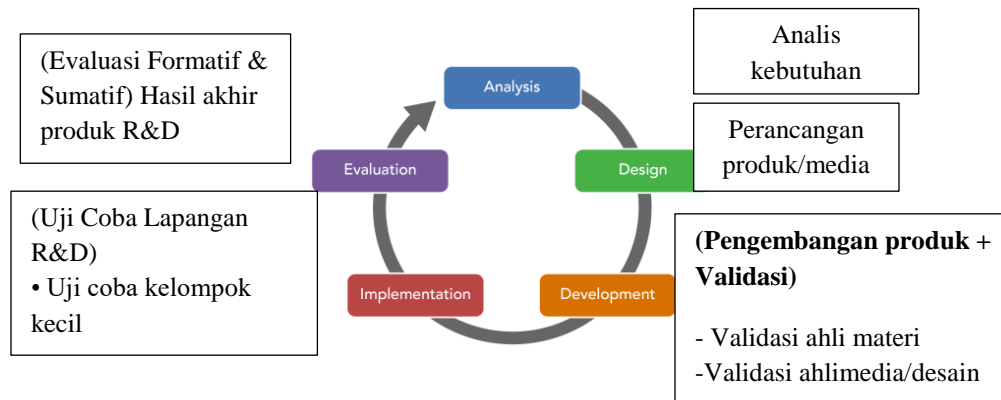 (Evaluasi Formatif &
Sumatif) Hasil akhir
produk R&D
Analysis
Analis
kebutuhan
Evaluation
Design
Perancangan
produk/media
(Uji Coba Lapangan
R&D)
• Uji coba kelompok
kecil
Implementation
Development
(Pengembangan produk +
Validasi)
- Validasi ahli materi
-Validasi ahlimedia/desain